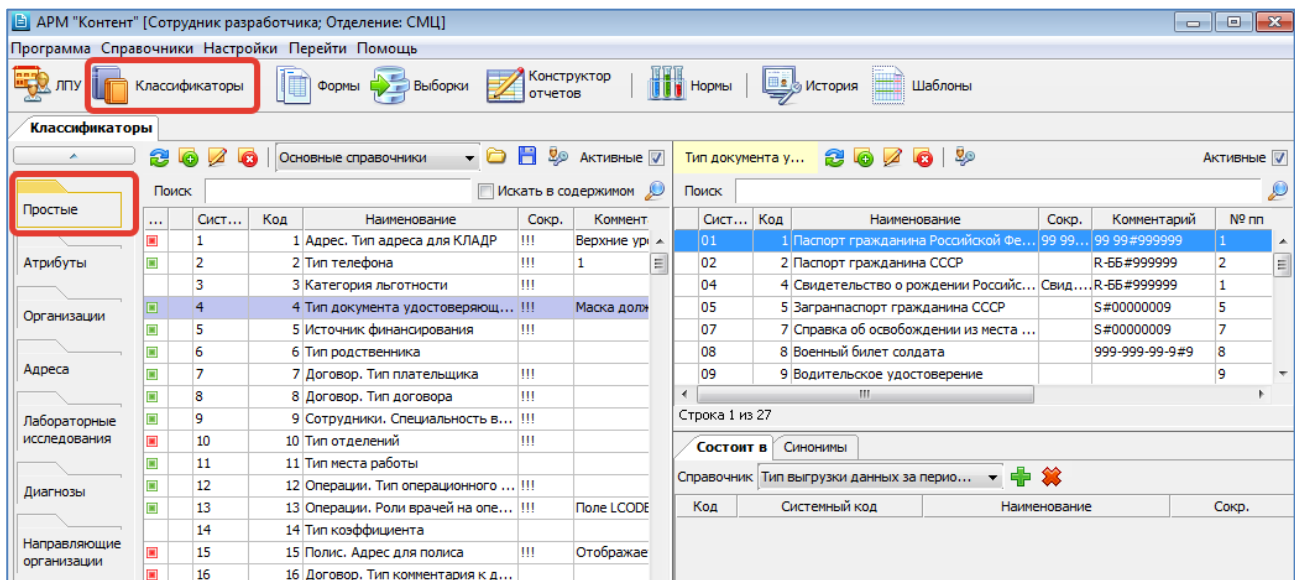 АРМ "Контент" [Сотрудник разработчика; Отделение: СМЦ]
Программа Справочники Настройки Перейти Помощь
ЛПУ Классификаторы Формы Выборки Конструктор отчетов Нормы История Шаблоны
Классификаторы
Основные справочники Активные
Поиск Искать в содержимом
... Сист... Код Наименование Сокр. Коммент
1 1 Адрес. Тип адреса для КЛАДР !!! Верхние ур
2 2 Тип телефона !!! 1
3 3 Категория льготности !!!
4 4 Тип документа удостоверяющ... !!! Маска долж
5 5 Источник финансирования !!!
6 6 Тип родственника
7 7 Договор. Тип плательщика !!!
8 8 Договор. Тип договора !!!
9 9 Сотрудники. Специальность в... !!!
10 10 Тип отделений !!!
11 11 Тип места работы
12 12 Операции. Тип операционного ... !!!
13 13 Операции. Роли врачей на опе... !!! Поле LCODE
14 14 Тип коэффициента
15 15 Полис. Адрес для полиса !!! Отображае
16 16 Договор. Тип комментария к д...
Простые
Атрибуты
Организации
Адреса
Лабораторные
исследования
Диагнозы
Направляющие
организации
Тип документа у... Активные
Поиск
Сист... Код Наименование Сокр. Комментарий № пп
01 1 Паспорт гражданина Российской Фе... 99 99... 99 99#999999 1
02 2 Паспорт гражданина СССР R-ББ#999999 2
04 4 Свидетельство о рождении Российс... Свид... R-ББ#999999 1
05 5 Загранпаспорт гражданина СССР S#00000009 5
07 7 Справка об освобождении из места ... S#00000009 7
08 8 Военный билет солдата 999-999-99-9#9 8
09 9 Водительское удостоверение 9
Строка 1 из 27
Состоит в Синонимы
Справочник Тип выгрузки данных за перио...
Код Системный код Наименование Сокр.